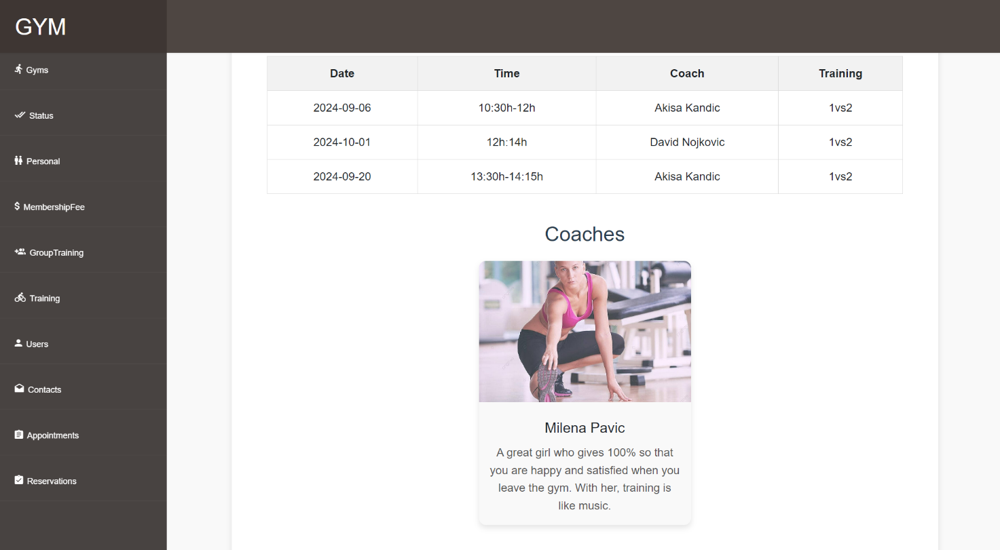 GYM
Gyms
Status
Personal
MembershipFee
GroupTraining
Training
Users
Contacts
Appointments
Reservations
Date Time Coach Training
2024-09-06 10:30h-12h Akisa Kandic 1vs2
2024-10-01 12h:14h David Nojkovic 1vs2
2024-09-20 13:30h-14:15h Akisa Kandic 1vs2
Coaches
Milena Pavic
A great girl who gives 100% so that
you are happy and satisfied when you
leave the gym. With her, training is
like music.